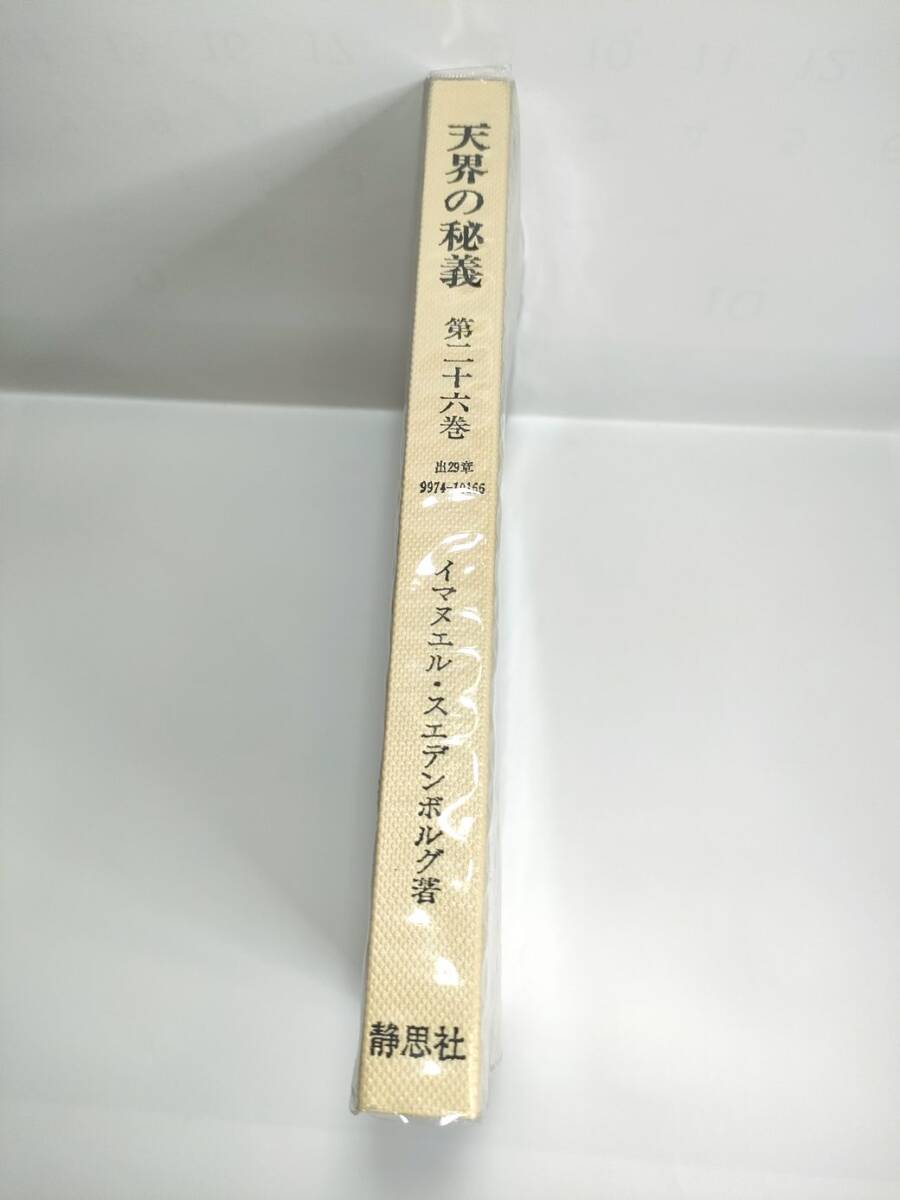 天界の秘義
第二十六巻
出29章
9974-10166
イマヌエル・スエデンボルグ著
静思社